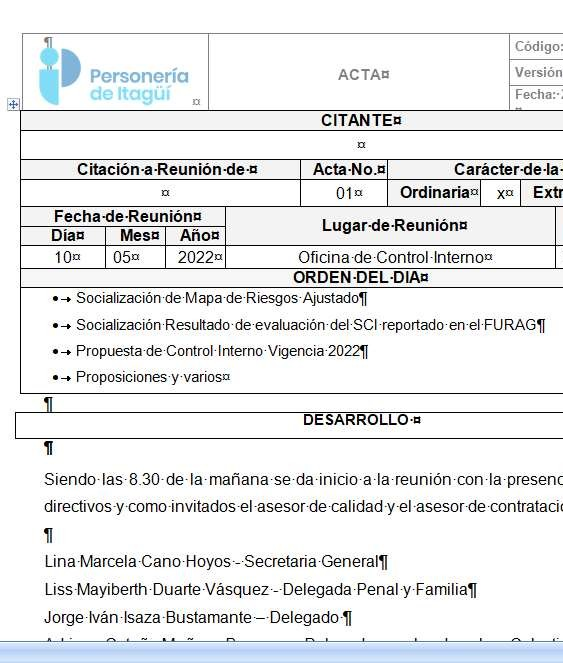 Personería
de Itagüí
ACTA
Código:
Versión
Fecha:
CITANTE
Citación a Reunión de
Acta No.
Carácter de la
01
Ordinaria
x
Extr
Fecha de Reunión
Lugar de Reunión
Día
Mes
Año
10
05
2022
Oficina de Control Interno
ORDEN DEL DIA
• Socialización de Mapa de Riesgos Ajustado
• Socialización Resultado de evaluación del SCI reportado en el FURAG
• Propuesta de Control Interno Vigencia 2022
• Proposiciones y varios
DESARROLLO
Siendo las 8.30 de la mañana se da inicio a la reunión con la presenc
directivos y como invitados el asesor de calidad y el asesor de contratacio
Lina Marcela Cano Hoyos - Secretaria General
Liss Mayiberth Duarte Vásquez - Delegada Penal y Familia
Jorge Iván Isaza Bustamante – Delegado